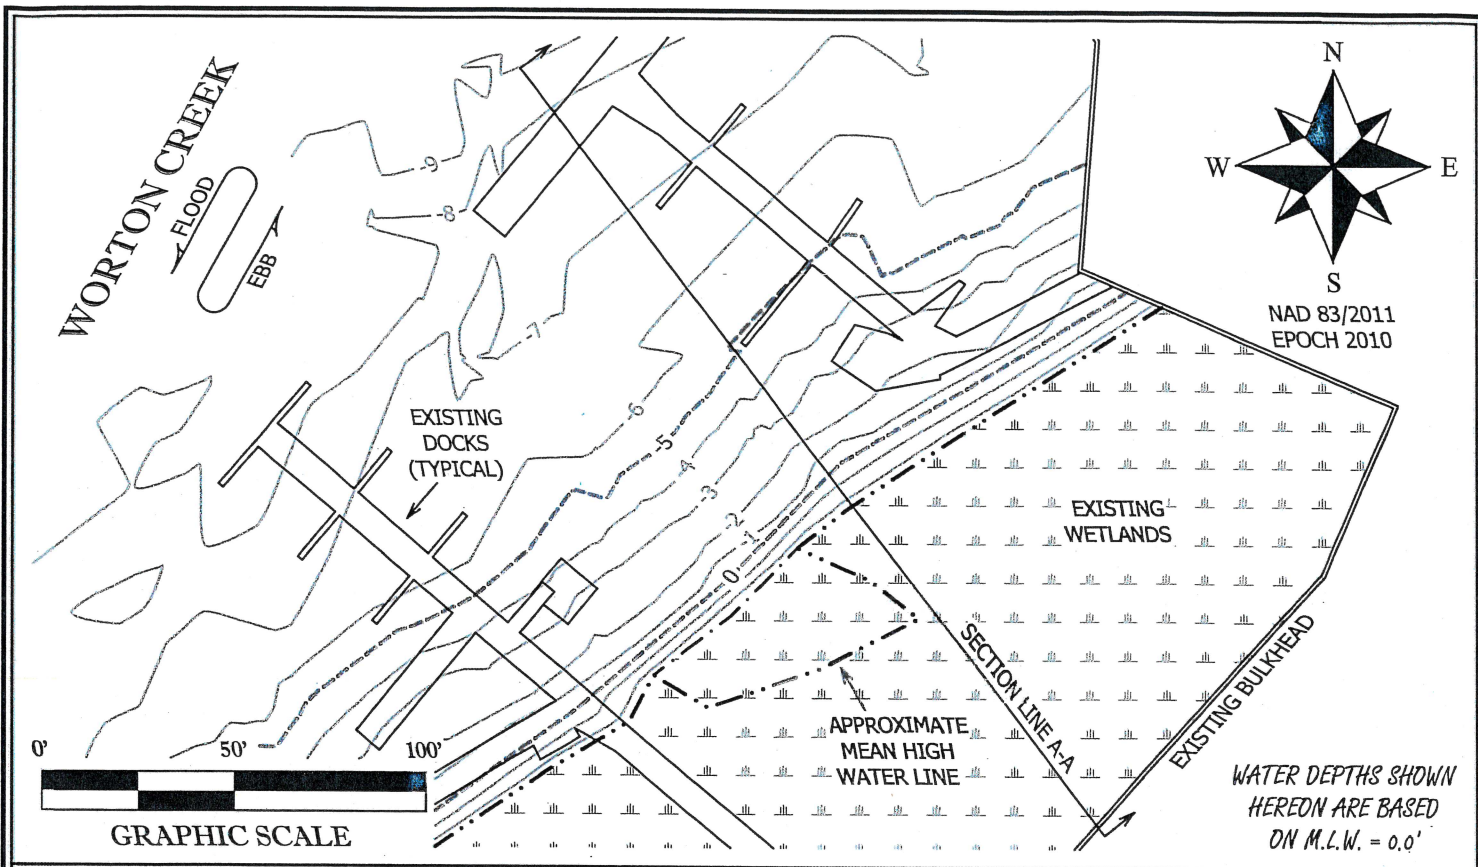 N
W
E
S
NAD 83/2011
EPOCH 2010
WORTON CREEK
FLOOD
EBB
-9
-8
-7
-6
-5
-4
-3
-2
-1
0
EXISTING
DOCKS
(TYPICAL)
EXISTING
WETLANDS
SECTION LINE A-A
EXISTING BULKHEAD
APPROXIMATE
MEAN HIGH
WATER LINE
0'
50'
100'
GRAPHIC SCALE
WATER DEPTHS SHOWN
HEREON ARE BASED
ON M.L.W. = 0.0'